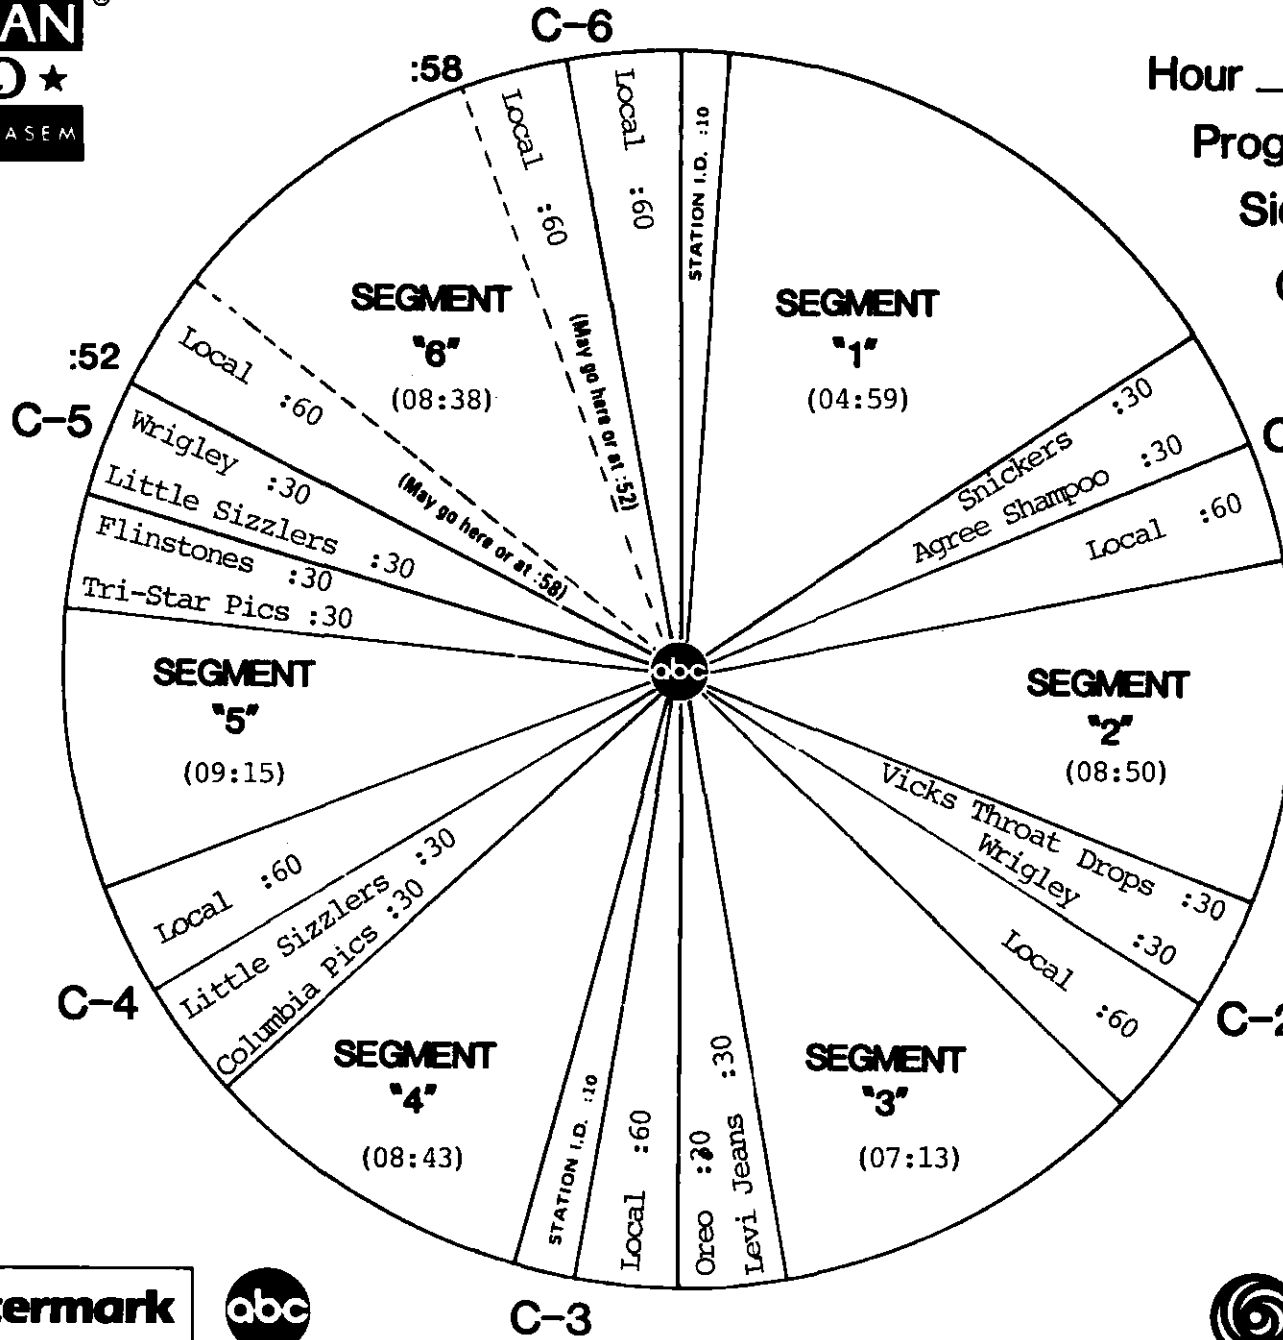 AN
®
ASEM
C-6
:58
Hour
Local :60
Local :60
STATION I.D. :10
(May go here or at :52)
SEGMENT
"1"
(04:59)
Snickers :30
Agree Shampoo :30
Local :60
SEGMENT
"2"
(08:50)
Vicks Throat Drops :30
Wrigley :30
C-2
Local :60
SEGMENT
"3"
(07:13)
Levi Jeans :30
Oreo :30
C-3
Local :60
STATION I.D. :10
SEGMENT
"4"
(08:43)
Columbia Pics :30
Little Sizzlers :30
C-4
Local :60
SEGMENT
"5"
(09:15)
Tri-Star Pics :30
Flinstones :30
Little Sizzlers :30
Wrigley :30
C-5
:52
Local :60
(May go here or at :58)
SEGMENT
"6"
(08:38)
abc
termark
abc